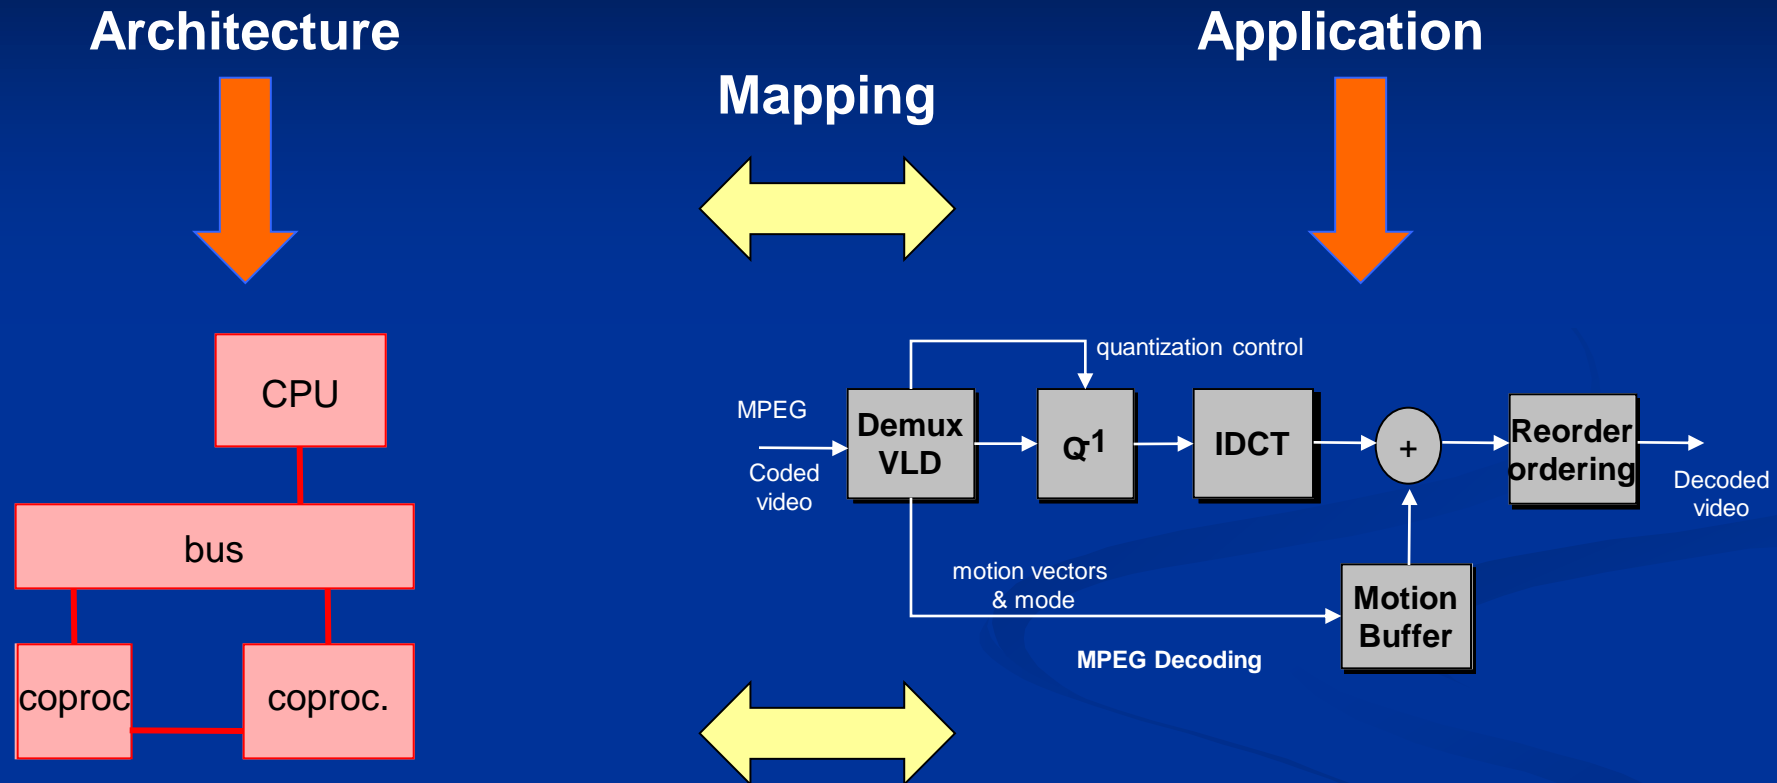 Architecture
Mapping
Application
CPU
bus
coproc
coproc.
quantization control
MPEG
Coded
video
Demux
VLD
Q-1
IDCT
+
Reorder
ordering
Decoded
video
motion vectors
& mode
Motion
Buffer
MPEG Decoding